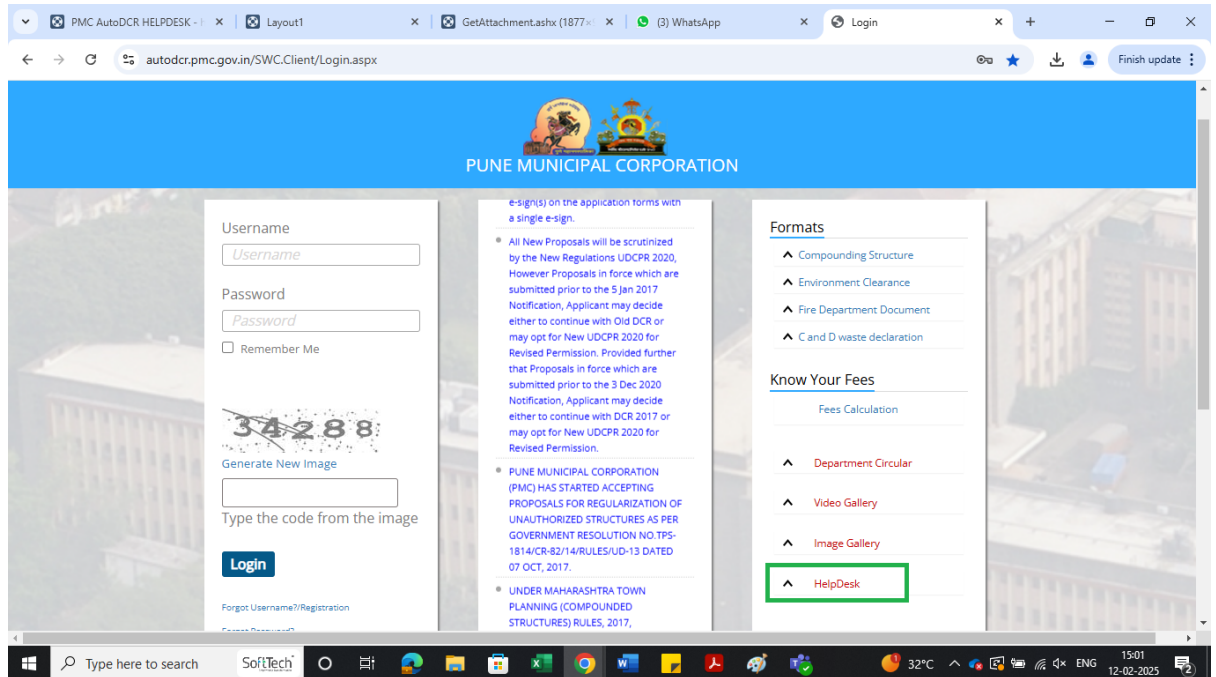 PMC AutoDCR HELPDESK - h
Layout1
GetAttachment.ashx (1877×
(3) WhatsApp
Login
autodcr.pmc.gov.in/SWC.Client/Login.aspx
Finish update
PUNE MUNICIPAL CORPORATION
Username
Username
Password
Password
Remember Me
34288
Generate New Image
Type the code from the image
Login
Forgot Username?/Registration
Forgot Password?
e-sign(s) on the application forms with
a single e-sign.
All New Proposals will be scrutinized
by the New Regulations UDCPR 2020,
However Proposals in force which are
submitted prior to the 5 Jan 2017
Notification, Applicant may decide
either to continue with Old DCR or
may opt for New UDCPR 2020 for
Revised Permission. Provided further
that Proposals in force which are
submitted prior to the 3 Dec 2020
Notification, Applicant may decide
either to continue with DCR 2017 or
may opt for New UDCPR 2020 for
Revised Permission.
PUNE MUNICIPAL CORPORATION
(PMC) HAS STARTED ACCEPTING
PROPOSALS FOR REGULARIZATION OF
UNAUTHORIZED STRUCTURES AS PER
GOVERNMENT RESOLUTION NO.TPS-
1814/CR-82/14/RULES/UD-13 DATED
07 OCT, 2017.
UNDER MAHARASHTRA TOWN
PLANNING (COMPOUNDED
STRUCTURES) RULES, 2017,
Formats
Compounding Structure
Environment Clearance
Fire Department Document
C and D waste declaration
Know Your Fees
Fees Calculation
Department Circular
Video Gallery
Image Gallery
HelpDesk
Type here to search
SoftTech
32°C
ENG
15:01
12-02-2025
2